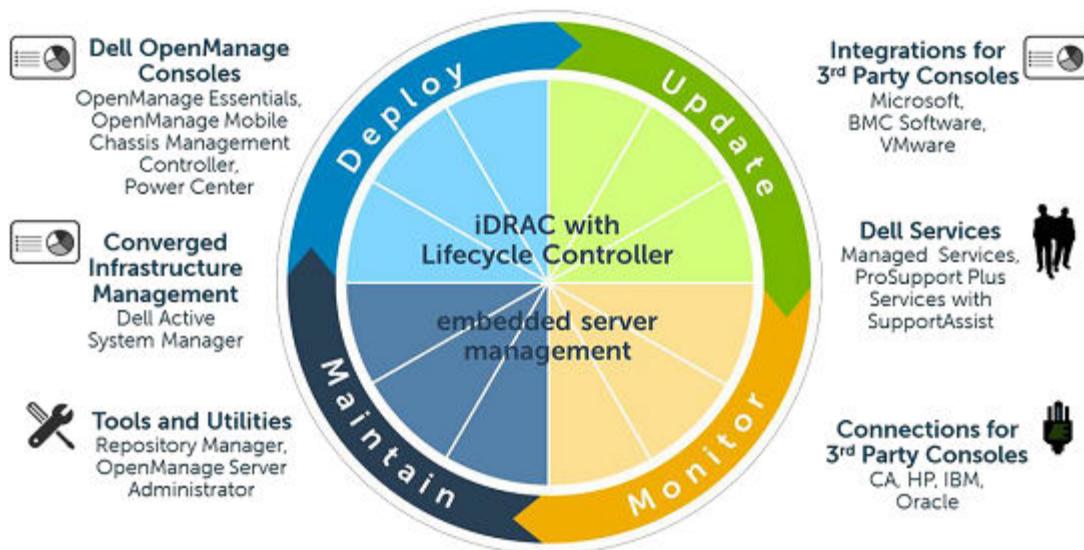 Dell OpenManage
Consoles
OpenManage Essentials,
OpenManage Mobile
Chassis Management
Controller,
Power Center
Converged
Infrastructure
Management
Dell Active
System Manager
Tools and Utilities
Repository Manager,
OpenManage Server
Administrator
Deploy
Update
Maintain
Monitor
iDRAC with
Lifecycle Controller
embedded server
management
Integrations for
3rd Party Consoles
Microsoft,
BMC Software,
VMware
Dell Services
Managed Services,
ProSupport Plus
Services with
SupportAssist
Connections for
3rd Party Consoles
CA, HP, IBM,
Oracle